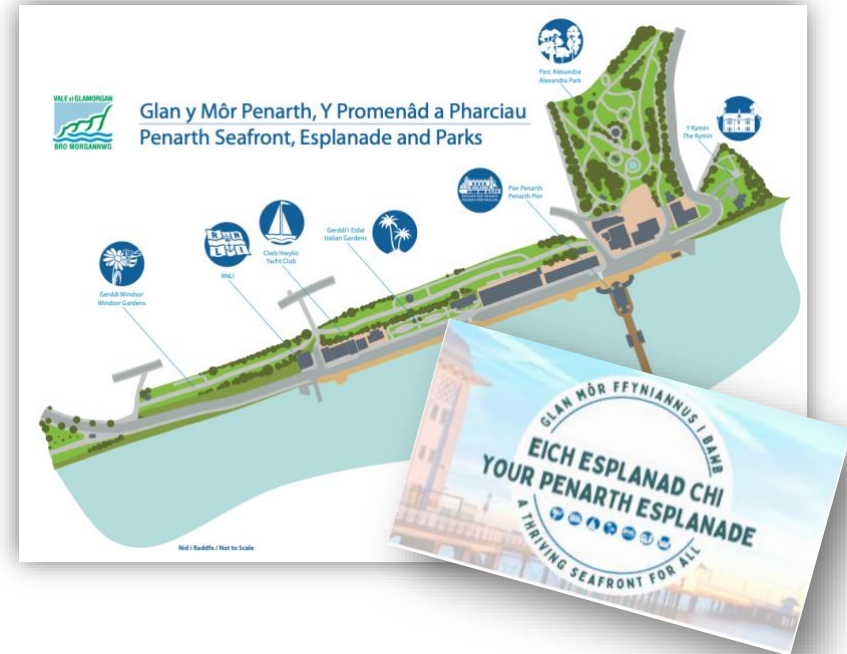 VALE of GLAMORGAN
BRO MORGANNWG
Glan y Môr Penarth, Y Promenâd a Pharciau
Penarth Seafront, Esplanade and Parks
Parc Alexandra
Alexandra Park
Y Kymin
The Kymin
Pier Penarth
Penarth Pier
Gerddi'r Eidal
Italian Gardens
Clwb Hwylio
Yacht Club
RNLI
RNLI
Gerddi Windsor
Windsor Gardens
Nid i Raddfa / Not to Scale
GLAN MÔR FFYNIANNUS I BAWB
EICH ESPLANAD CHI
YOUR PENARTH ESPLANADE
A THRIVING SEAFRONT FOR ALL